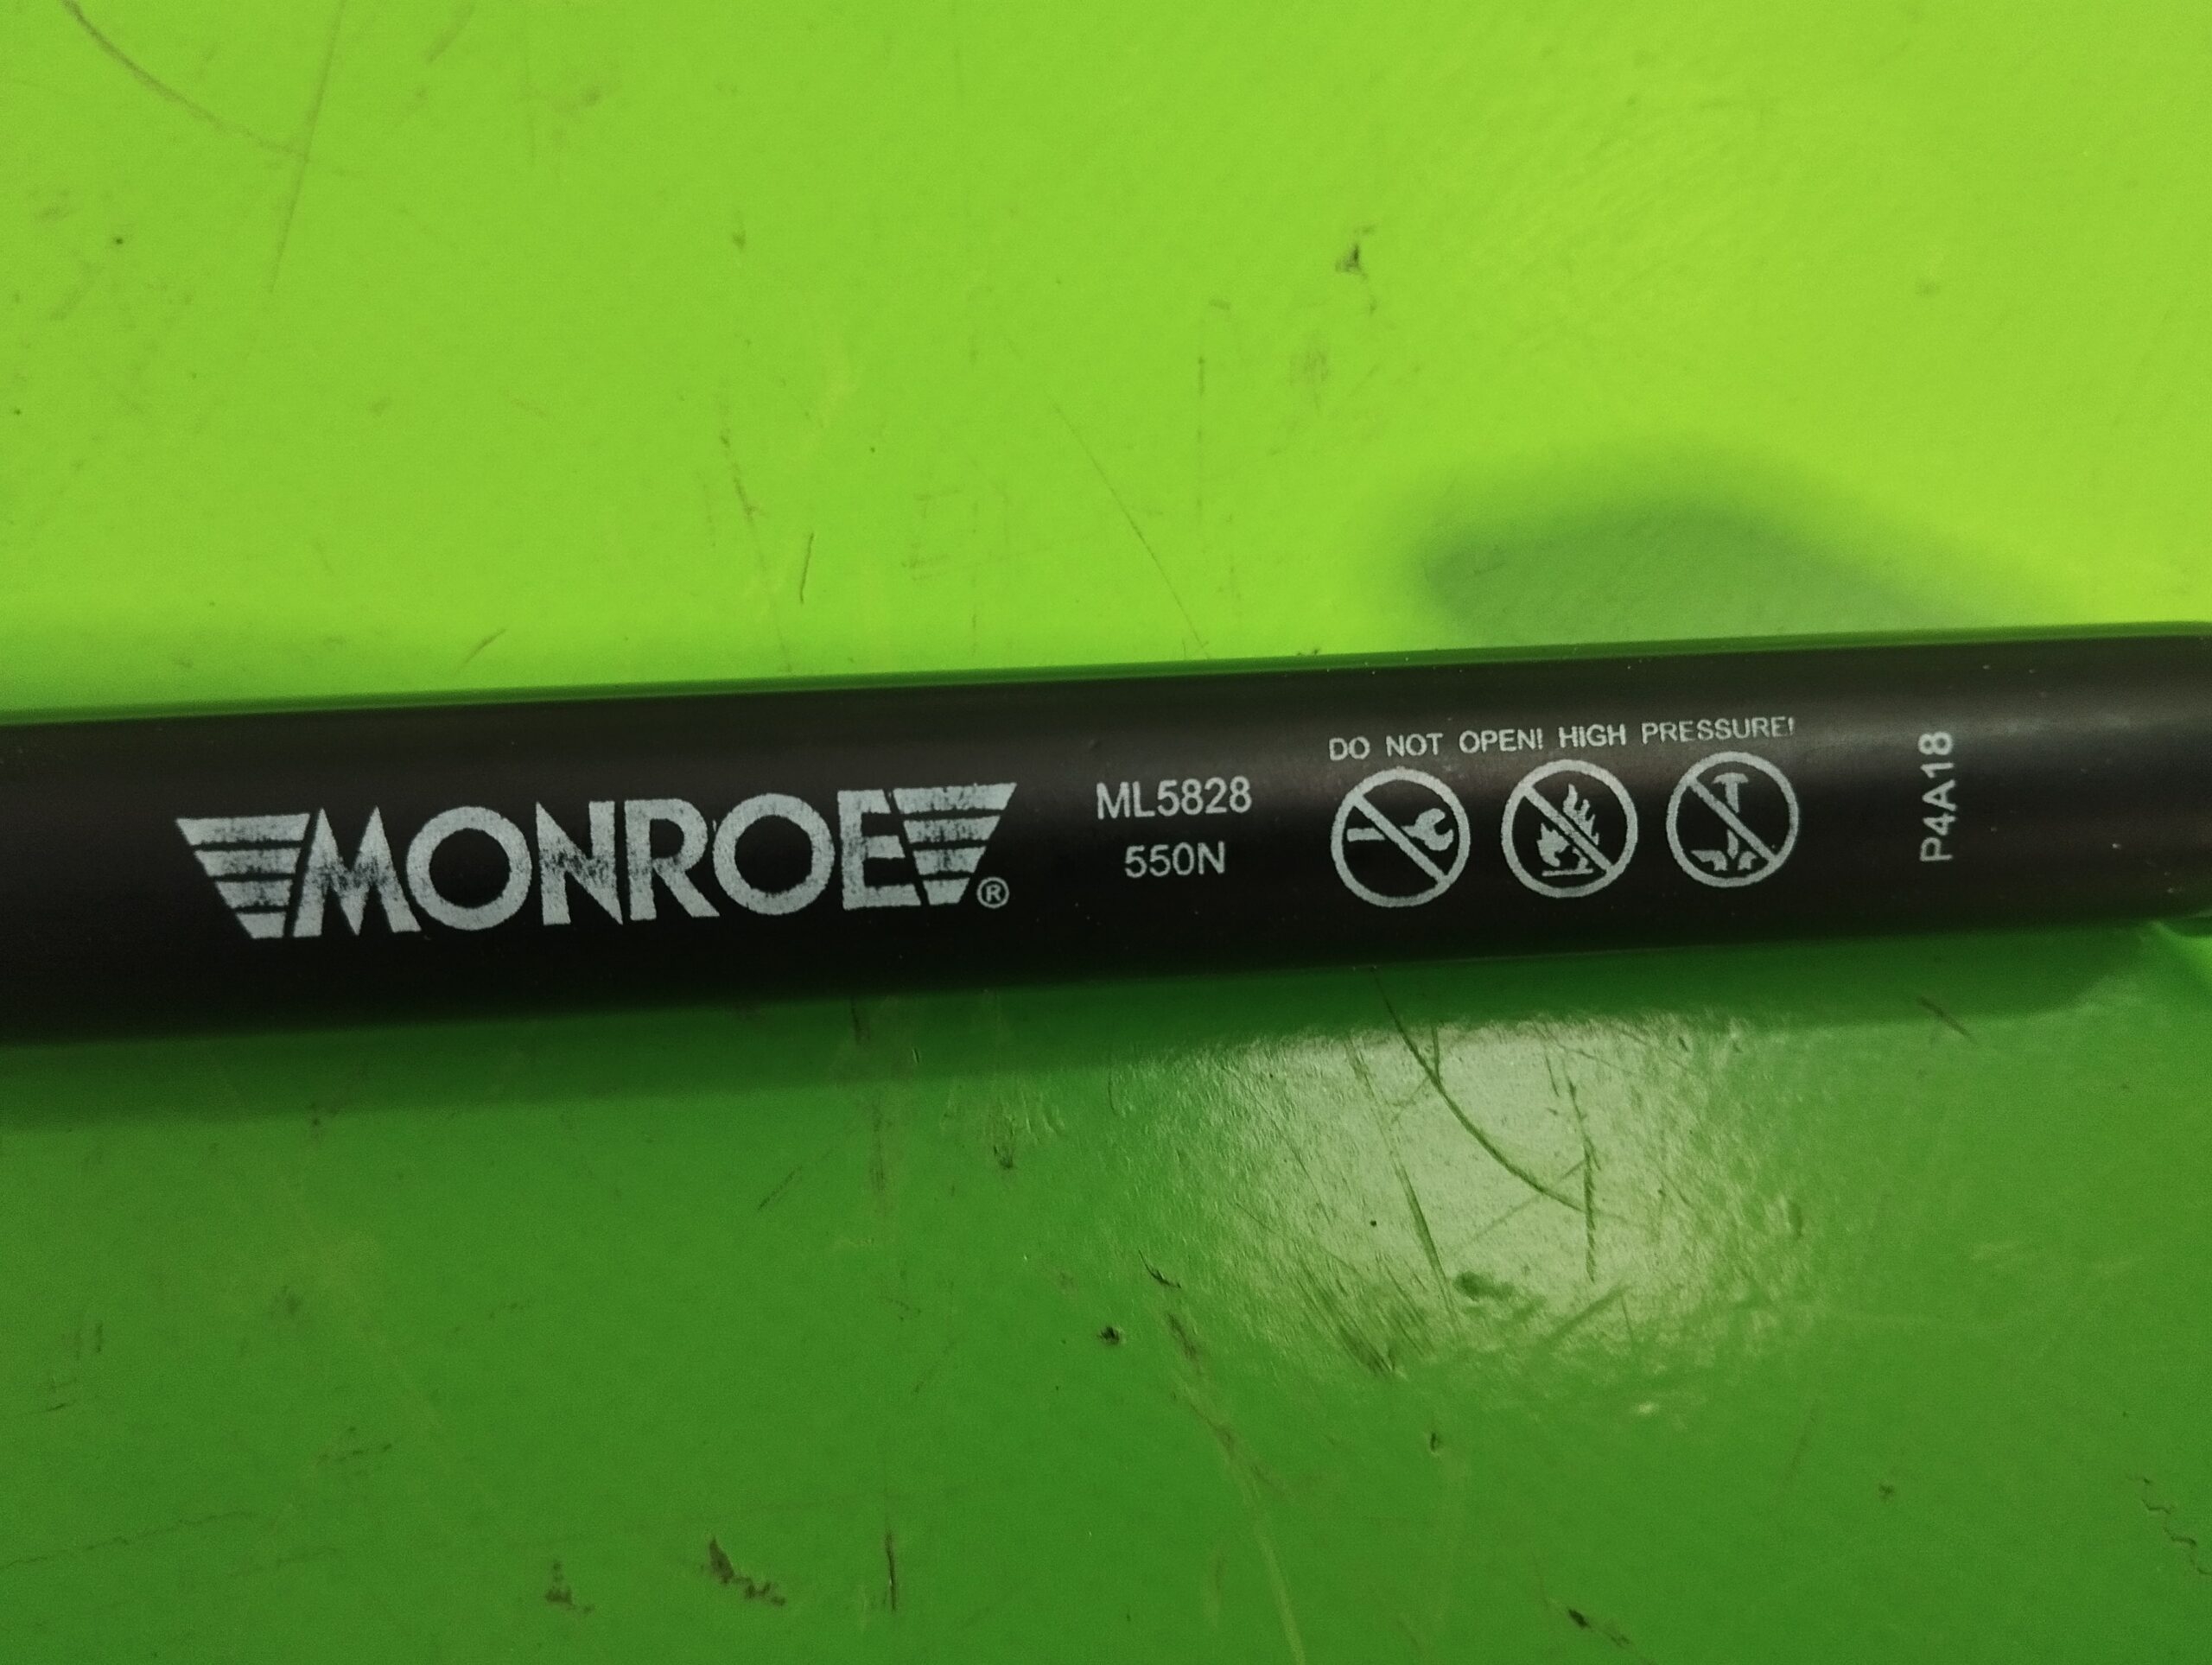 MONROE®
ML5828
550N
DO NOT OPEN! HIGH PRESSURE!
P4A18